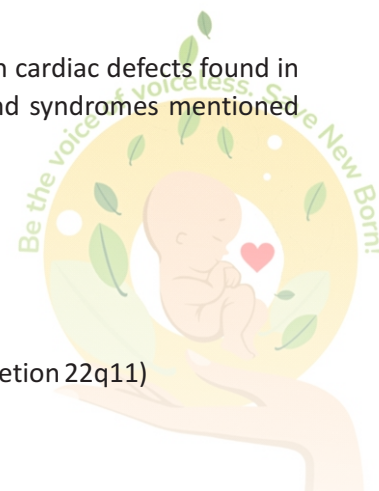 n cardiac defects found in
nd syndromes mentioned
Be the voice of voiceless. Save New Born!
etion 22q11)